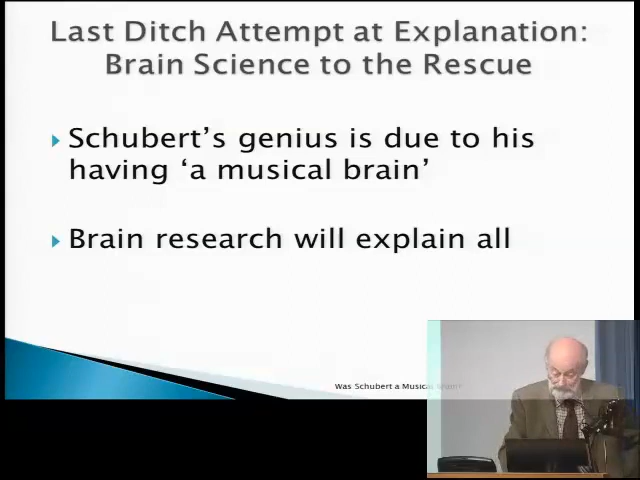 Last Ditch Attempt at Explanation:
Brain Science to the Rescue
Schubert’s genius is due to his
having ‘a musical brain’
Brain research will explain all
Was Schubert a Musical